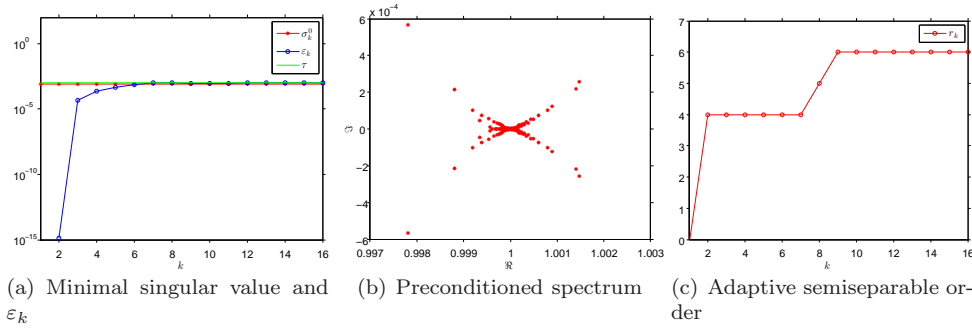 10^0
10^−5
10^−10
10^−15
2 4 6 8 10 12 14 16
k
σ_k^0
ε_k
τ
(a) Minimal singular value and
ε_k
6 x 10^−4
4
2
0
−2
−4
−6
0.997 0.998 0.999 1 1.001 1.002 1.003
ℜ
ℑ
(b) Preconditioned spectrum
7
6
5
4
3
2
1
0
2 4 6 8 10 12 14 16
k
r_k
(c) Adaptive semiseparable or-
der